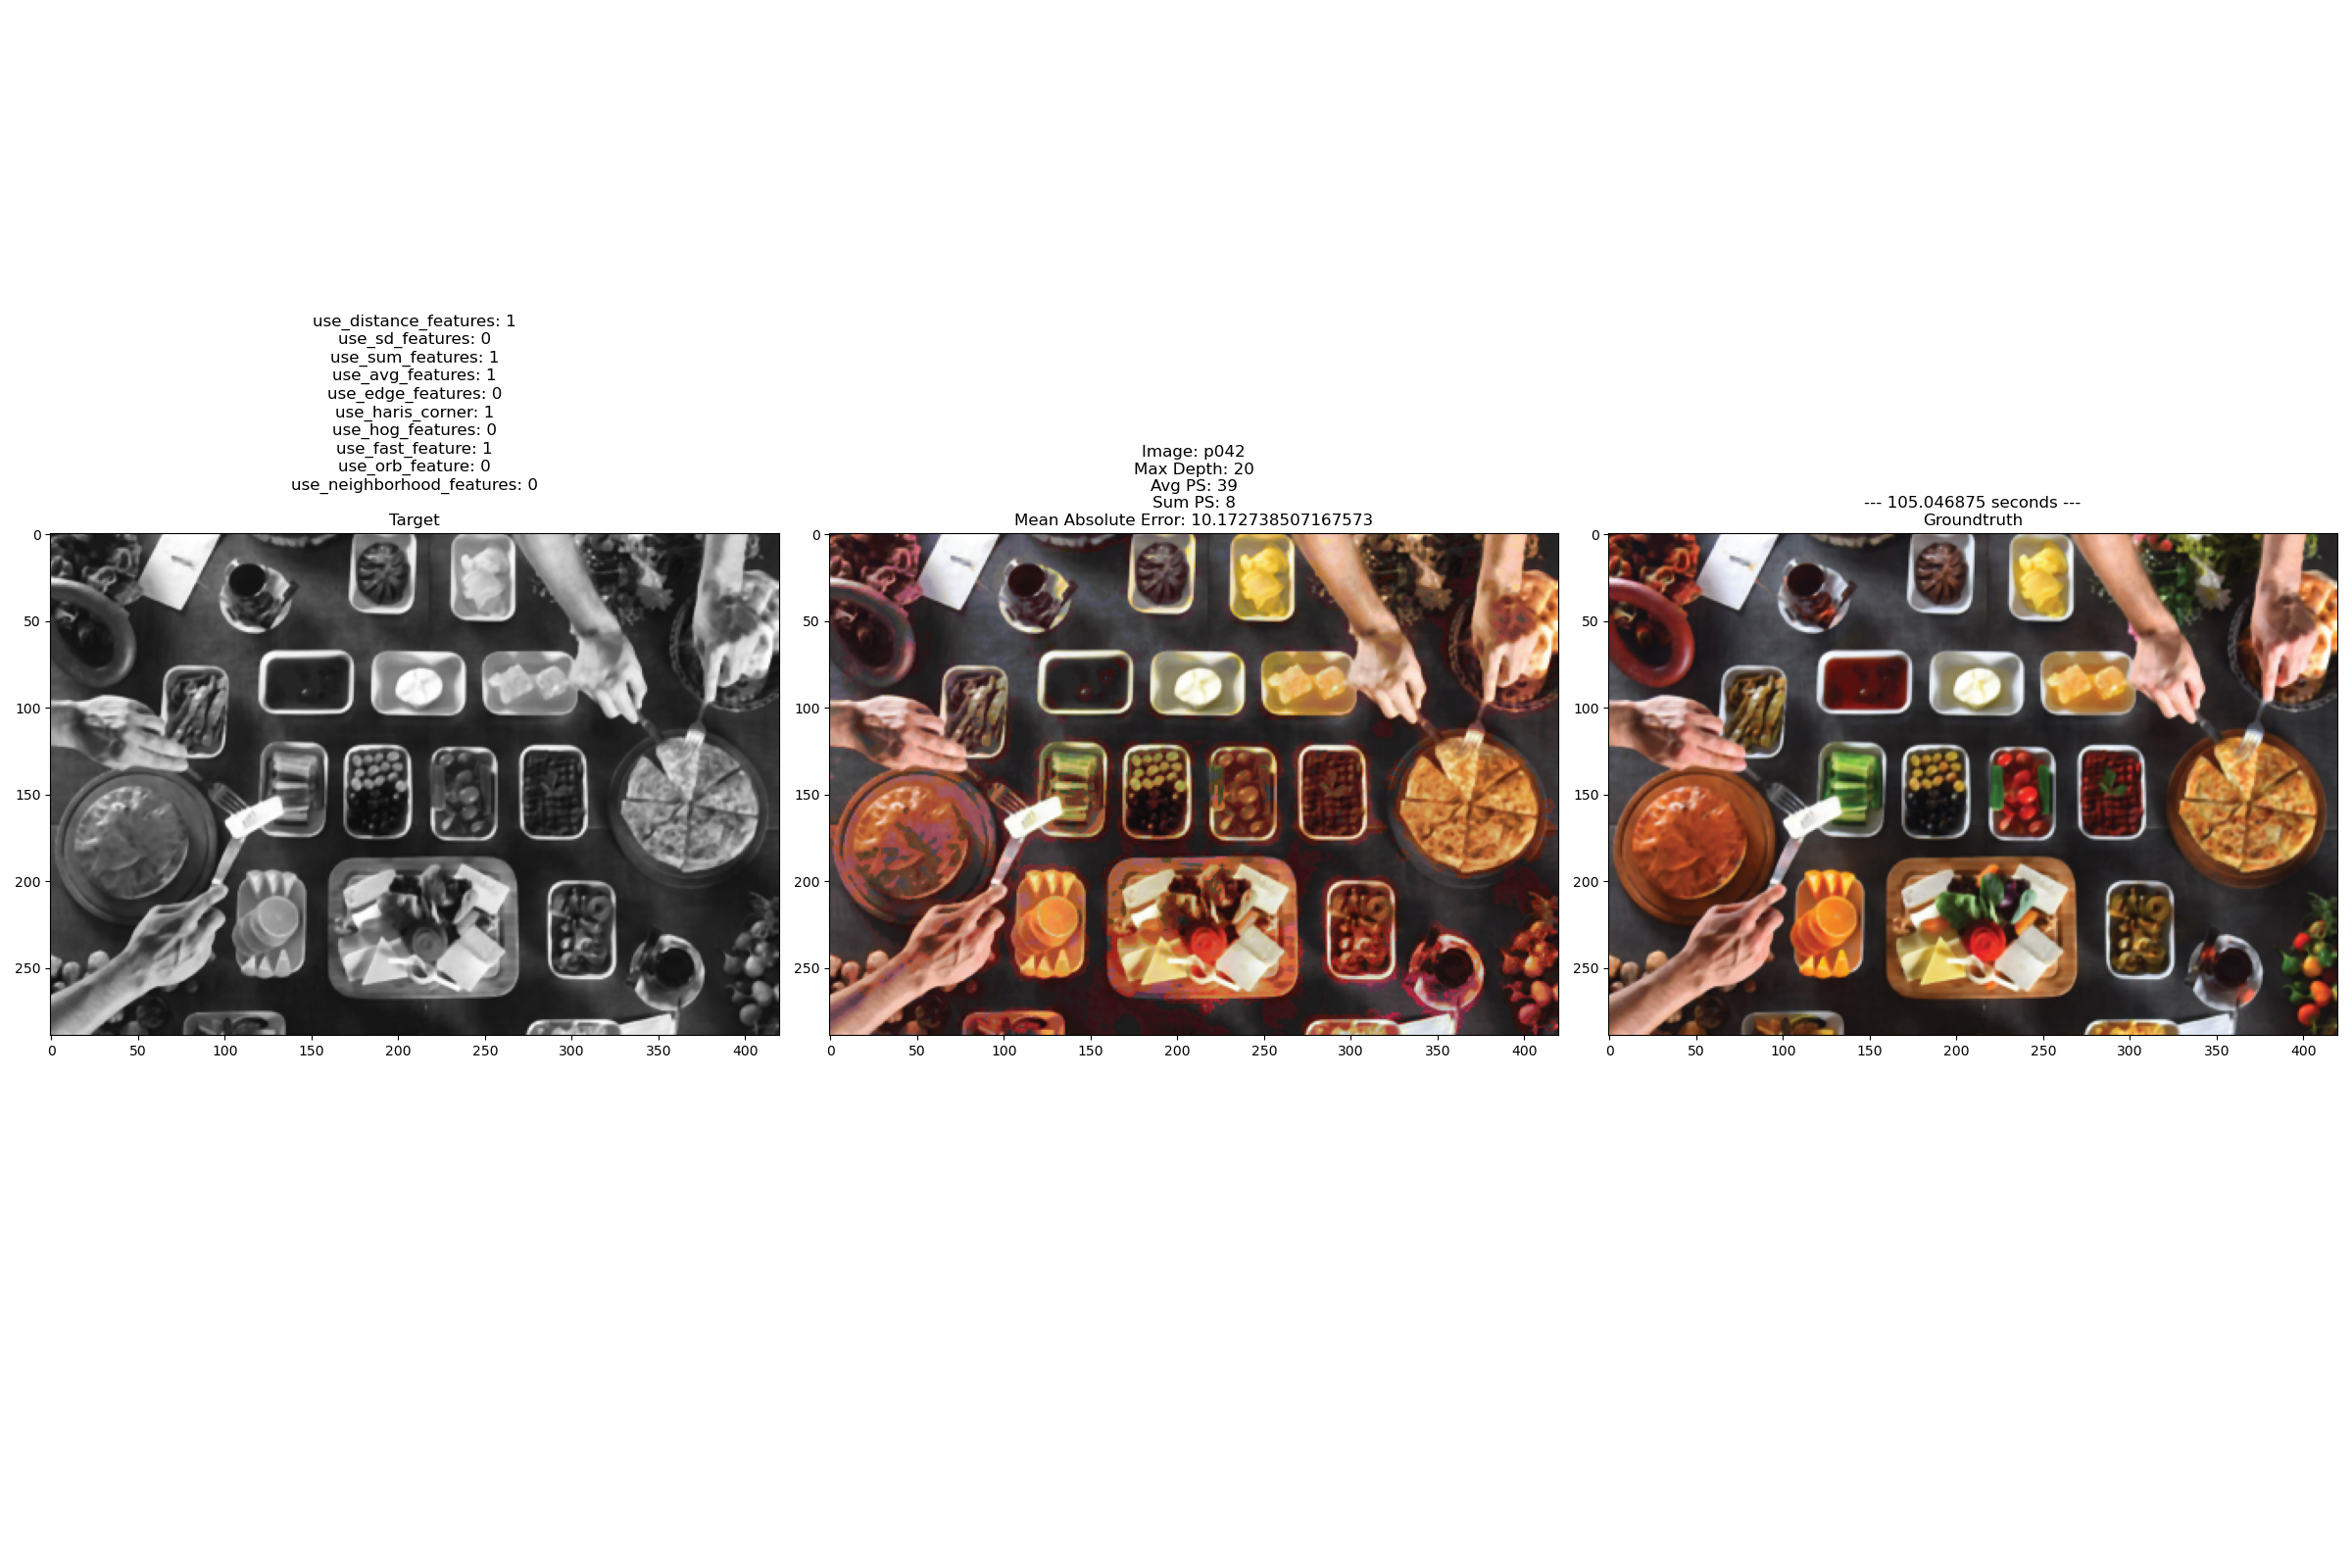 use_distance_features: 1
use_sd_features: 0
use_sum_features: 1
use_avg_features: 1
use_edge_features: 0
use_haris_corner: 1
use_hog_features: 0
use_fast_feature: 1
use_orb_feature: 0
use_neighborhood_features: 0
Target
0
50
100
150
200
250
0 50 100 150 200 250 300 350 400
Image: p042
Max Depth: 20
Avg PS: 39
Sum PS: 8
Mean Absolute Error: 10.172738507167573
0
50
100
150
200
250
0 50 100 150 200 250 300 350 400
--- 105.046875 seconds ---
Groundtruth
0
50
100
150
200
250
0 50 100 150 200 250 300 350 400